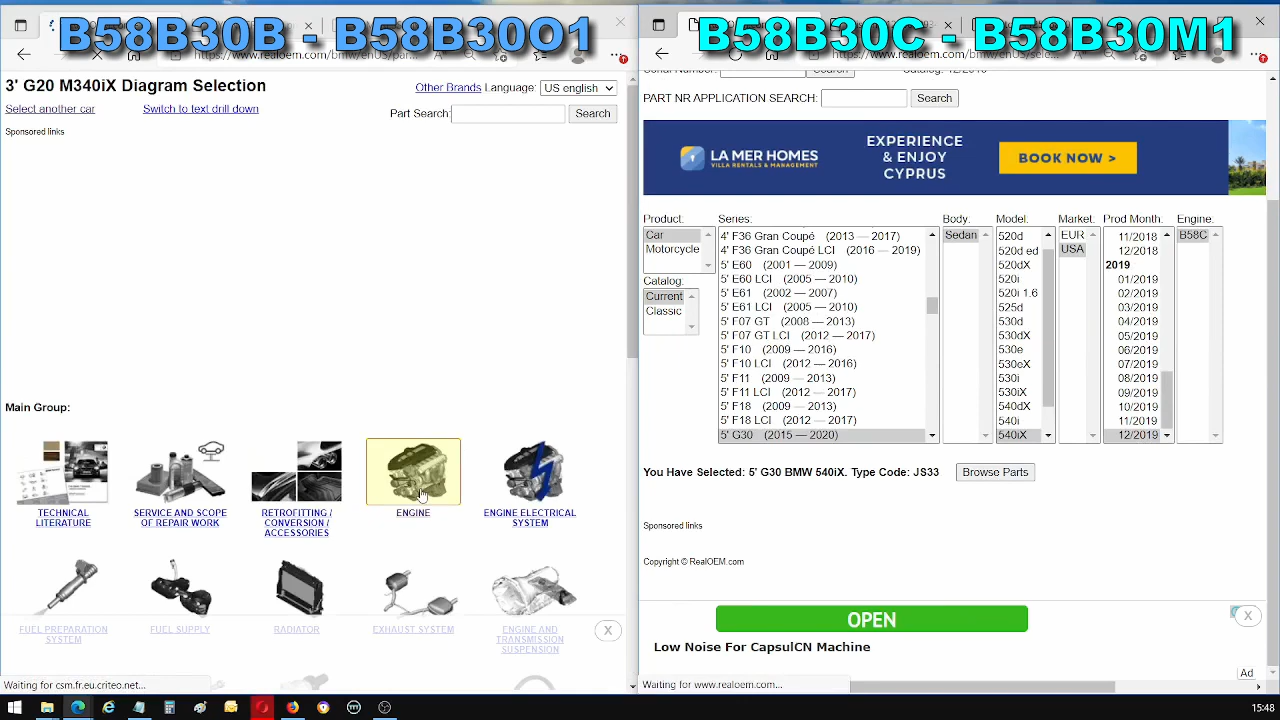 B58B30B - B58B30O1
3' G20 M340iX Diagram Selection
Other Brands Language: US english
Select another car
Switch to text drill down
Part Search: Search
Sponsored links
Main Group:
TECHNICAL LITERATURE
SERVICE AND SCOPE OF REPAIR WORK
RETROFITTING / CONVERSION / ACCESSORIES
ENGINE
ENGINE ELECTRICAL SYSTEM
FUEL PREPARATION SYSTEM
FUEL SUPPLY
RADIATOR
EXHAUST SYSTEM
ENGINE AND TRANSMISSION SUSPENSION
X
Waiting for csm.fr.eu.criteo.net...
B58B30C - B58B30M1
PART NR APPLICATION SEARCH: Search
LA MER HOMES
VILLA RENTALS & MANAGEMENT
EXPERIENCE
& ENJOY
CYPRUS
BOOK NOW >
Product:
Car
Motorcycle
Catalog:
Current
Classic
Series:
4' F36 Gran Coupé (2013 — 2017)
4' F36 Gran Coupé LCI (2016 — 2019)
5' E60 (2001 — 2009)
5' E60 LCI (2005 — 2010)
5' E61 (2002 — 2007)
5' E61 LCI (2005 — 2010)
5' F07 GT (2008 — 2013)
5' F07 GT LCI (2012 — 2017)
5' F10 (2009 — 2016)
5' F10 LCI (2012 — 2016)
5' F11 (2009 — 2013)
5' F11 LCI (2012 — 2017)
5' F18 (2009 — 2013)
5' F18 LCI (2012 — 2017)
5' G30 (2015 — 2020)
Body:
Sedan
Model:
520d
520d ed
520dX
520i
520i 1.6
525d
530d
530dX
530e
530eX
530i
530iX
540dX
540i
540iX
Market:
EUR
USA
Prod Month:
11/2018
12/2018
2019
01/2019
02/2019
03/2019
04/2019
05/2019
06/2019
07/2019
08/2019
09/2019
10/2019
11/2019
12/2019
Engine:
B58C
You Have Selected: 5' G30 BMW 540iX. Type Code: JS33 Browse Parts
Sponsored links
Copyright © RealOEM.com
OPEN
X
Low Noise For CapsulCN Machine
Ad
Waiting for www.realoem.com...
15:48